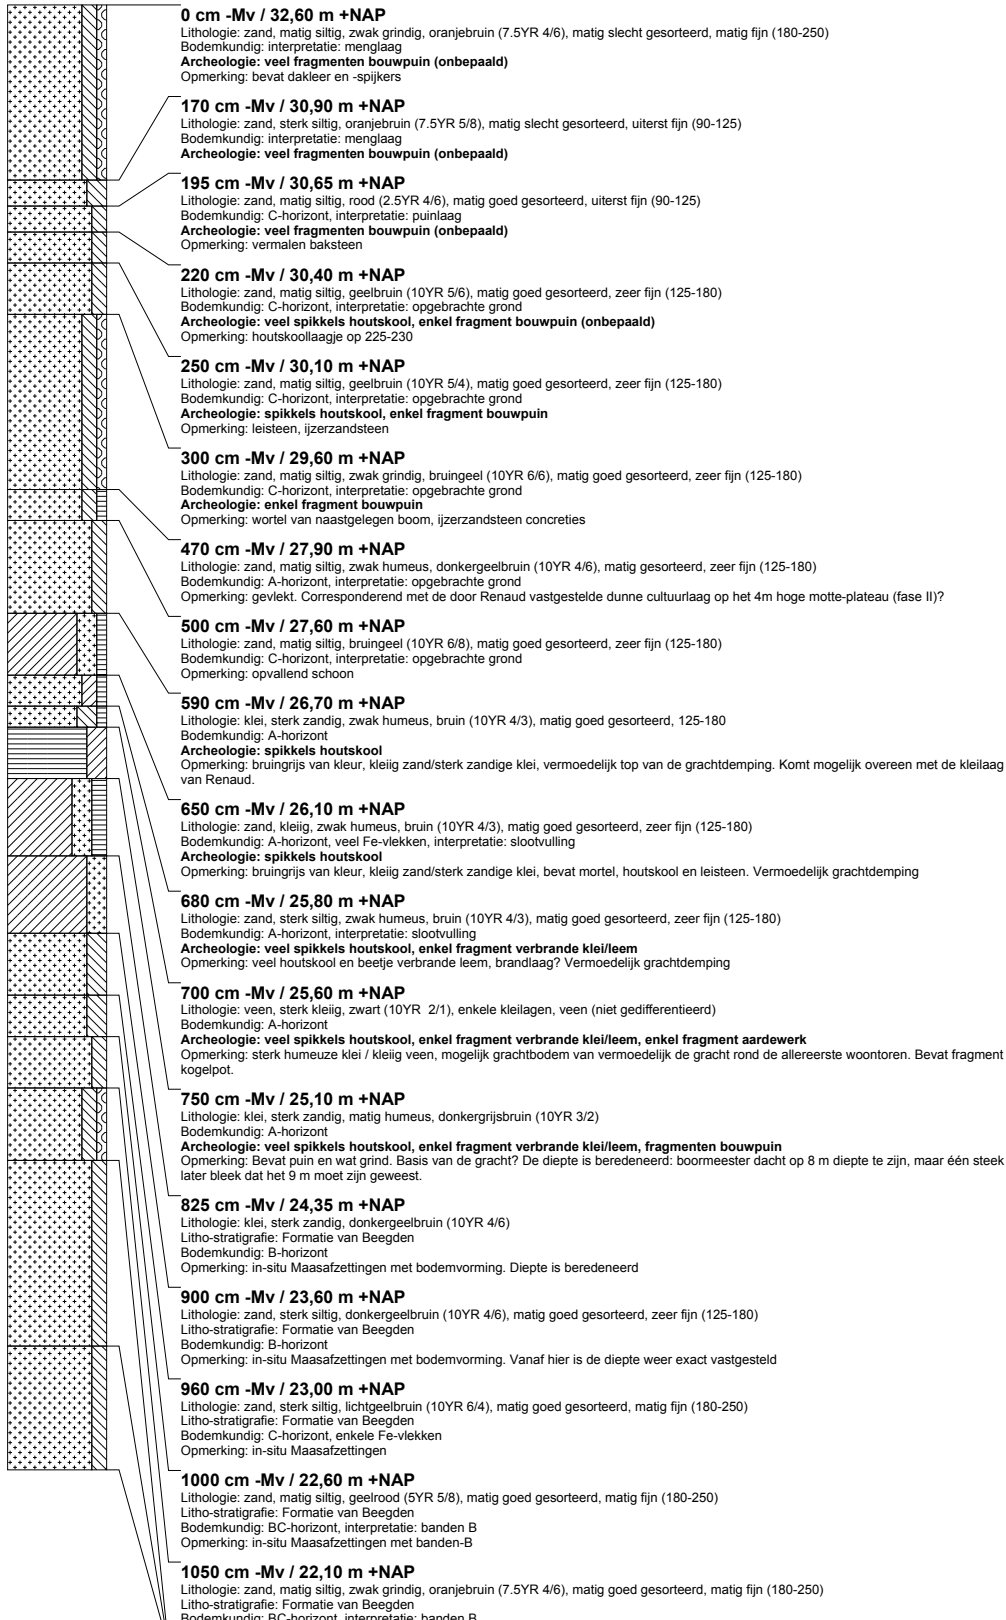 0 cm -Mv / 32,60 m +NAP
Lithologie: zand, matig siltig, zwak grindig, oranjebruin (7.5YR 4/6), matig slecht gesorteerd, matig fijn (180-250)
Bodemkundig: interpretatie: menglaag
Archeologie: veel fragmenten bouwpuin (onbepaald)
Opmerking: bevat dakleer en -spijkers
170 cm -Mv / 30,90 m +NAP
Lithologie: zand, sterk siltig, oranjebruin (7.5YR 5/8), matig slecht gesorteerd, uiterst fijn (90-125)
Bodemkundig: interpretatie: menglaag
Archeologie: veel fragmenten bouwpuin (onbepaald)
195 cm -Mv / 30,65 m +NAP
Lithologie: zand, matig siltig, rood (2.5YR 4/6), matig goed gesorteerd, uiterst fijn (90-125)
Bodemkundig: C-horizont, interpretatie: puinlaag
Archeologie: veel fragmenten bouwpuin (onbepaald)
Opmerking: vermalen baksteen
220 cm -Mv / 30,40 m +NAP
Lithologie: zand, matig siltig, geelbruin (10YR 5/6), matig goed gesorteerd, zeer fijn (125-180)
Bodemkundig: C-horizont, interpretatie: opgebrachte grond
Archeologie: veel spikkels houtskool, enkel fragment bouwpuin (onbepaald)
Opmerking: houtskoollaagje op 225-230
250 cm -Mv / 30,10 m +NAP
Lithologie: zand, matig siltig, geelbruin (10YR 5/4), matig goed gesorteerd, zeer fijn (125-180)
Bodemkundig: C-horizont, interpretatie: opgebrachte grond
Archeologie: spikkels houtskool, enkel fragment bouwpuin
Opmerking: leisteen, ijzerzandsteen
300 cm -Mv / 29,60 m +NAP
Lithologie: zand, matig siltig, zwak grindig, bruingeel (10YR 6/6), matig goed gesorteerd, zeer fijn (125-180)
Bodemkundig: C-horizont, interpretatie: opgebrachte grond
Archeologie: enkel fragment bouwpuin
Opmerking: wortel van naastgelegen boom, ijzerzandsteen concreties
470 cm -Mv / 27,90 m +NAP
Lithologie: zand, matig siltig, zwak humeus, donkergeelbruin (10YR 4/6), matig gesorteerd, zeer fijn (125-180)
Bodemkundig: A-horizont, interpretatie: opgebrachte grond
Opmerking: gevlekt. Corresponderend met de door Renaud vastgestelde dunne cultuurlaag op het 4m hoge motte-plateau (fase II)?
500 cm -Mv / 27,60 m +NAP
Lithologie: zand, matig siltig, bruingeel (10YR 6/8), matig goed gesorteerd, zeer fijn (125-180)
Bodemkundig: C-horizont, interpretatie: opgebrachte grond
Opmerking: opvallend schoon
590 cm -Mv / 26,70 m +NAP
Lithologie: klei, sterk zandig, zwak humeus, bruin (10YR 4/3), matig goed gesorteerd, 125-180
Bodemkundig: A-horizont
Archeologie: spikkels houtskool
Opmerking: bruingrijs van kleur, kleiig zand/sterk zandige klei, vermoedelijk top van de grachtdemping. Komt mogelijk overeen met de kleilaag
van Renaud.
650 cm -Mv / 26,10 m +NAP
Lithologie: zand, kleiig, zwak humeus, bruin (10YR 4/3), matig goed gesorteerd, zeer fijn (125-180)
Bodemkundig: A-horizont, veel Fe-vlekken, interpretatie: slootvulling
Archeologie: spikkels houtskool
Opmerking: bruingrijs van kleur, kleiig zand/sterk zandige klei, bevat mortel, houtskool en leisteen. Vermoedelijk grachtdemping
680 cm -Mv / 25,80 m +NAP
Lithologie: zand, sterk siltig, zwak humeus, bruin (10YR 4/3), matig goed gesorteerd, zeer fijn (125-180)
Bodemkundig: A-horizont, interpretatie: slootvulling
Archeologie: veel spikkels houtskool, enkel fragment verbrande klei/leem
Opmerking: veel houtskool en beetje verbrande leem, brandlaag? Vermoedelijk grachtdemping
700 cm -Mv / 25,60 m +NAP
Lithologie: veen, sterk kleiig, zwart (10YR 2/1), enkele kleilagen, veen (niet gedifferentieerd)
Bodemkundig: A-horizont
Archeologie: veel spikkels houtskool, enkel fragment verbrande klei/leem, enkel fragment aardewerk
Opmerking: sterk humeuze klei / kleiig veen, mogelijk grachtbodem van vermoedelijk de gracht rond de allereerste woontoren. Bevat fragment
kogelpot.
750 cm -Mv / 25,10 m +NAP
Lithologie: klei, sterk zandig, matig humeus, donkergrijsbruin (10YR 3/2)
Bodemkundig: A-horizont
Archeologie: veel spikkels houtskool, enkel fragment verbrande klei/leem, fragmenten bouwpuin
Opmerking: Bevat puin en wat grind. Basis van de gracht? De diepte is beredeneerd: boormeester dacht op 8 m diepte te zijn, maar één steek
later bleek dat het 9 m moet zijn geweest.
825 cm -Mv / 24,35 m +NAP
Lithologie: klei, sterk zandig, donkergeelbruin (10YR 4/6)
Litho-stratigrafie: Formatie van Beegden
Bodemkundig: B-horizont
Opmerking: in-situ Maasafzettingen met bodemvorming. Diepte is beredeneerd
900 cm -Mv / 23,60 m +NAP
Lithologie: zand, sterk siltig, donkergeelbruin (10YR 4/6), matig goed gesorteerd, zeer fijn (125-180)
Litho-stratigrafie: Formatie van Beegden
Bodemkundig: B-horizont
Opmerking: in-situ Maasafzettingen met bodemvorming. Vanaf hier is de diepte weer exact vastgesteld
960 cm -Mv / 23,00 m +NAP
Lithologie: zand, sterk siltig, lichtgeelbruin (10YR 6/4), matig goed gesorteerd, matig fijn (180-250)
Litho-stratigrafie: Formatie van Beegden
Bodemkundig: C-horizont, enkele Fe-vlekken
Opmerking: in-situ Maasafzettingen
1000 cm -Mv / 22,60 m +NAP
Lithologie: zand, matig siltig, geelrood (5YR 5/8), matig goed gesorteerd, matig fijn (180-250)
Litho-stratigrafie: Formatie van Beegden
Bodemkundig: BC-horizont, interpretatie: banden B
Opmerking: in-situ Maasafzettingen met banden-B
1050 cm -Mv / 22,10 m +NAP
Lithologie: zand, matig siltig, zwak grindig, oranjebruin (7.5YR 4/6), matig goed gesorteerd, matig fijn (180-250)
Litho-stratigrafie: Formatie van Beegden
Bodemkundig: BC-horizont, interpretatie: banden B